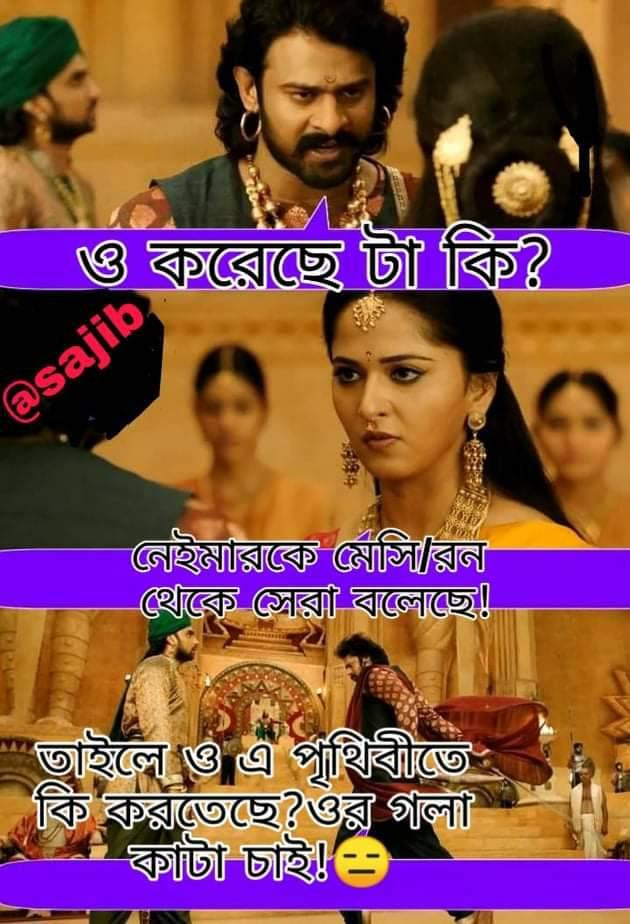 ও করেছে টা কি?
@sajib
নেইমারকে মেসি/রন
থেকে সেরা বলেছে!
তাইলে ও এ পৃথিবীতে
কি করতেছে?ওর গলা
কাটা চাই!😑